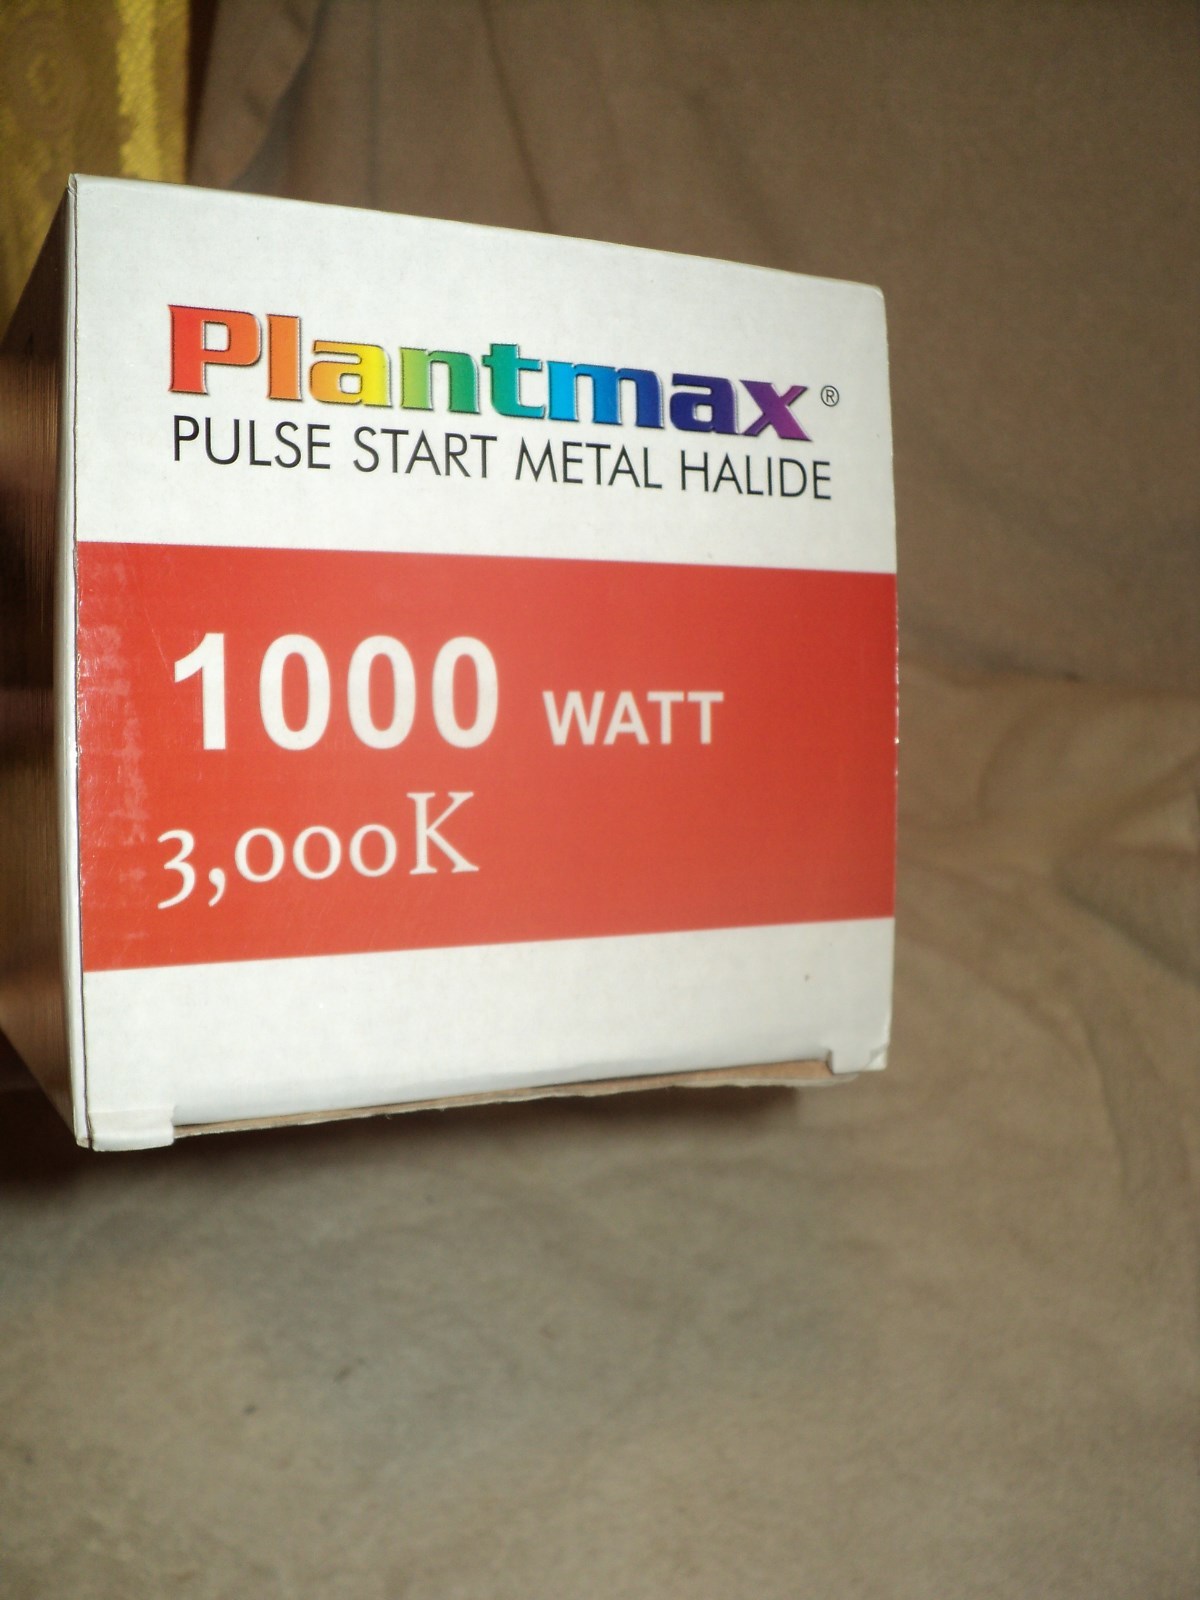 Plantmax®
PULSE START METAL HALIDE
1000 WATT
3,000K